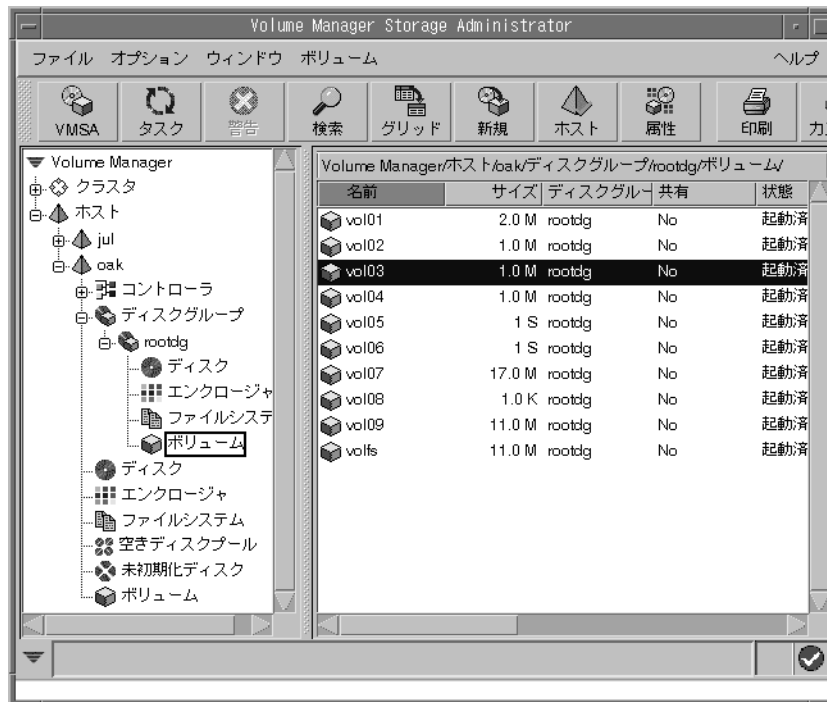 Volume Manager Storage Administrator
ファイル オプション ウィンドウ ボリューム ヘルプ
VMSA タスク 警告 検索 グリッド 新規 ホスト 属性 印刷
Volume Manager
クラスタ
ホスト
jul
oak
コントローラ
ディスクグループ
rootdg
ディスク
エンクロージャ
ファイルシステ
ボリューム
ディスク
エンクロージャ
ファイルシステム
空きディスクプール
未初期化ディスク
ボリューム
Volume Manager/ホスト/oak/ディスクグループ/rootdg/ボリューム/
名前 サイズ ディスクグルー 共有 状態
vol01 2.0 M rootdg No 起動済
vol02 1.0 M rootdg No 起動済
vol03 1.0 M rootdg No 起動済
vol04 1.0 M rootdg No 起動済
vol05 1 S rootdg No 起動済
vol06 1 S rootdg No 起動済
vol07 17.0 M rootdg No 起動済
vol08 1.0 K rootdg No 起動済
vol09 11.0 M rootdg No 起動済
volfs 11.0 M rootdg No 起動済